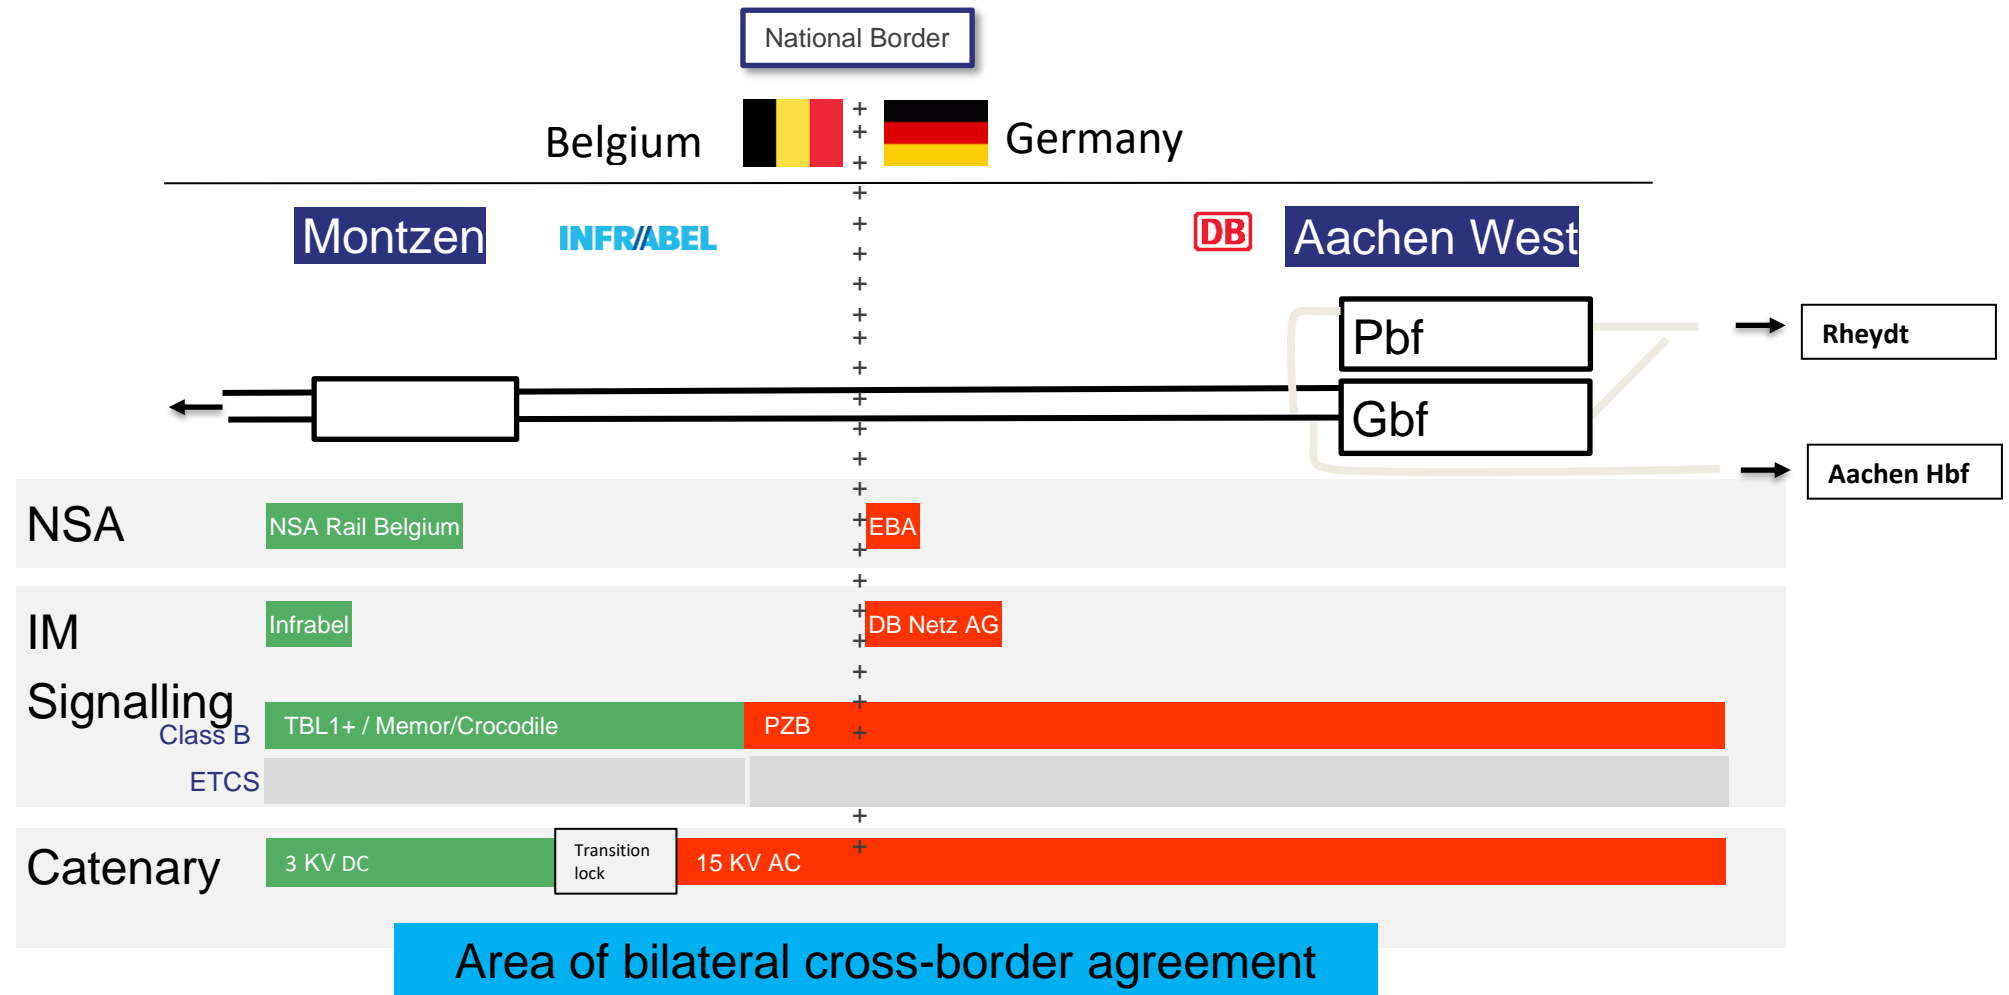 National Border
Belgium
Germany
Montzen
INFRABEL
DB
Aachen West
Pbf
Rheydt
Gbf
Aachen Hbf
NSA
NSA Rail Belgium
EBA
IM
Infrabel
DB Netz AG
Signalling
Class B
TBL1+ / Memor/Crocodile
PZB
ETCS
Catenary
3 KV DC
Transition
lock
15 KV AC
Area of bilateral cross-border agreement